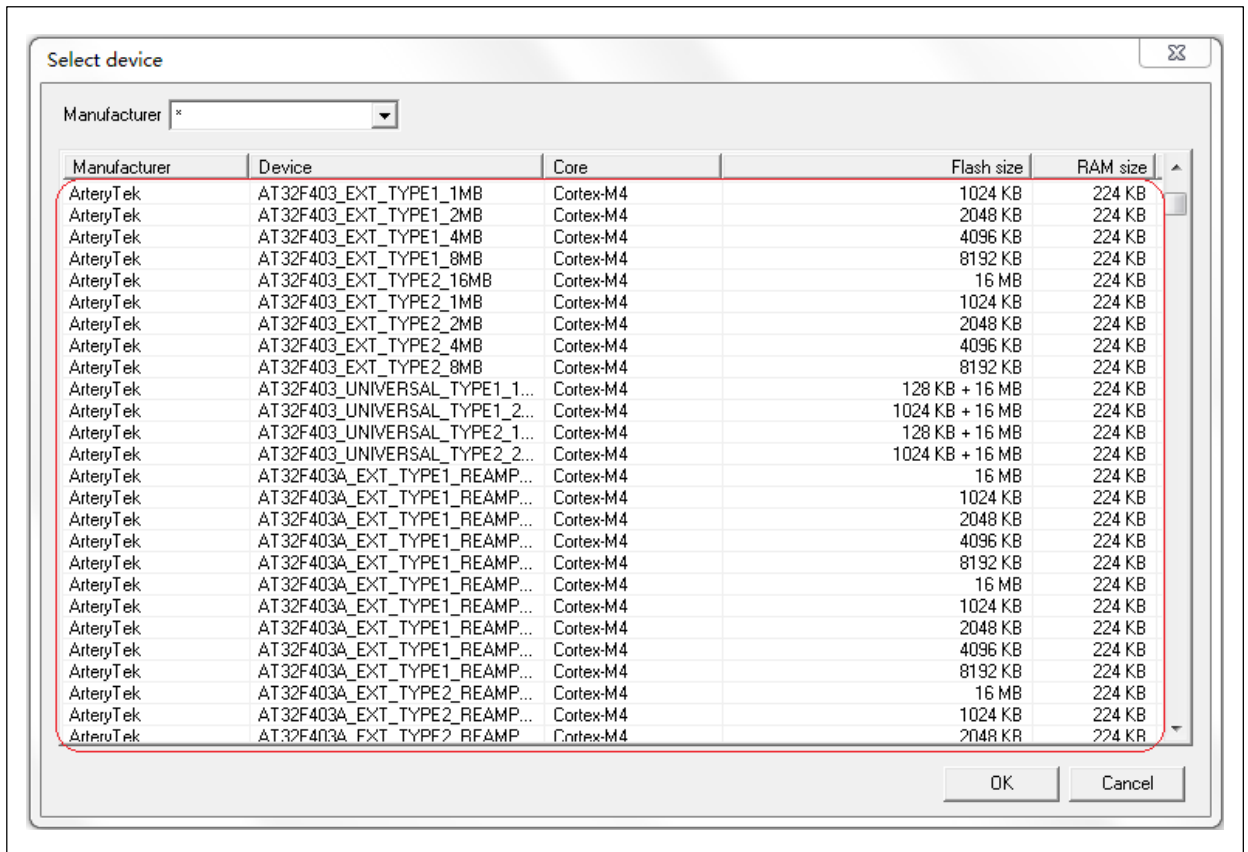 Select device
Manufacturer *
Manufacturer Device Core Flash size RAM size
ArteryTek AT32F403_EXT_TYPE1_1MB Cortex-M4 1024 KB 224 KB
ArteryTek AT32F403_EXT_TYPE1_2MB Cortex-M4 2048 KB 224 KB
ArteryTek AT32F403_EXT_TYPE1_4MB Cortex-M4 4096 KB 224 KB
ArteryTek AT32F403_EXT_TYPE1_8MB Cortex-M4 8192 KB 224 KB
ArteryTek AT32F403_EXT_TYPE2_16MB Cortex-M4 16 MB 224 KB
ArteryTek AT32F403_EXT_TYPE2_1MB Cortex-M4 1024 KB 224 KB
ArteryTek AT32F403_EXT_TYPE2_2MB Cortex-M4 2048 KB 224 KB
ArteryTek AT32F403_EXT_TYPE2_4MB Cortex-M4 4096 KB 224 KB
ArteryTek AT32F403_EXT_TYPE2_8MB Cortex-M4 8192 KB 224 KB
ArteryTek AT32F403_UNIVERSAL_TYPE1_1... Cortex-M4 128 KB + 16 MB 224 KB
ArteryTek AT32F403_UNIVERSAL_TYPE1_2... Cortex-M4 1024 KB + 16 MB 224 KB
ArteryTek AT32F403_UNIVERSAL_TYPE2_1... Cortex-M4 128 KB + 16 MB 224 KB
ArteryTek AT32F403_UNIVERSAL_TYPE2_2... Cortex-M4 1024 KB + 16 MB 224 KB
ArteryTek AT32F403A_EXT_TYPE1_REAMP... Cortex-M4 16 MB 224 KB
ArteryTek AT32F403A_EXT_TYPE1_REAMP... Cortex-M4 1024 KB 224 KB
ArteryTek AT32F403A_EXT_TYPE1_REAMP... Cortex-M4 2048 KB 224 KB
ArteryTek AT32F403A_EXT_TYPE1_REAMP... Cortex-M4 4096 KB 224 KB
ArteryTek AT32F403A_EXT_TYPE1_REAMP... Cortex-M4 8192 KB 224 KB
ArteryTek AT32F403A_EXT_TYPE1_REAMP... Cortex-M4 16 MB 224 KB
ArteryTek AT32F403A_EXT_TYPE1_REAMP... Cortex-M4 1024 KB 224 KB
ArteryTek AT32F403A_EXT_TYPE1_REAMP... Cortex-M4 2048 KB 224 KB
ArteryTek AT32F403A_EXT_TYPE1_REAMP... Cortex-M4 4096 KB 224 KB
ArteryTek AT32F403A_EXT_TYPE1_REAMP... Cortex-M4 8192 KB 224 KB
ArteryTek AT32F403A_EXT_TYPE2_REAMP... Cortex-M4 16 MB 224 KB
ArteryTek AT32F403A_EXT_TYPE2_REAMP... Cortex-M4 1024 KB 224 KB
ArteryTek AT32F403A_EXT_TYPE2_REAMP Cortex-M4 2048 KB 224 KB
OK Cancel